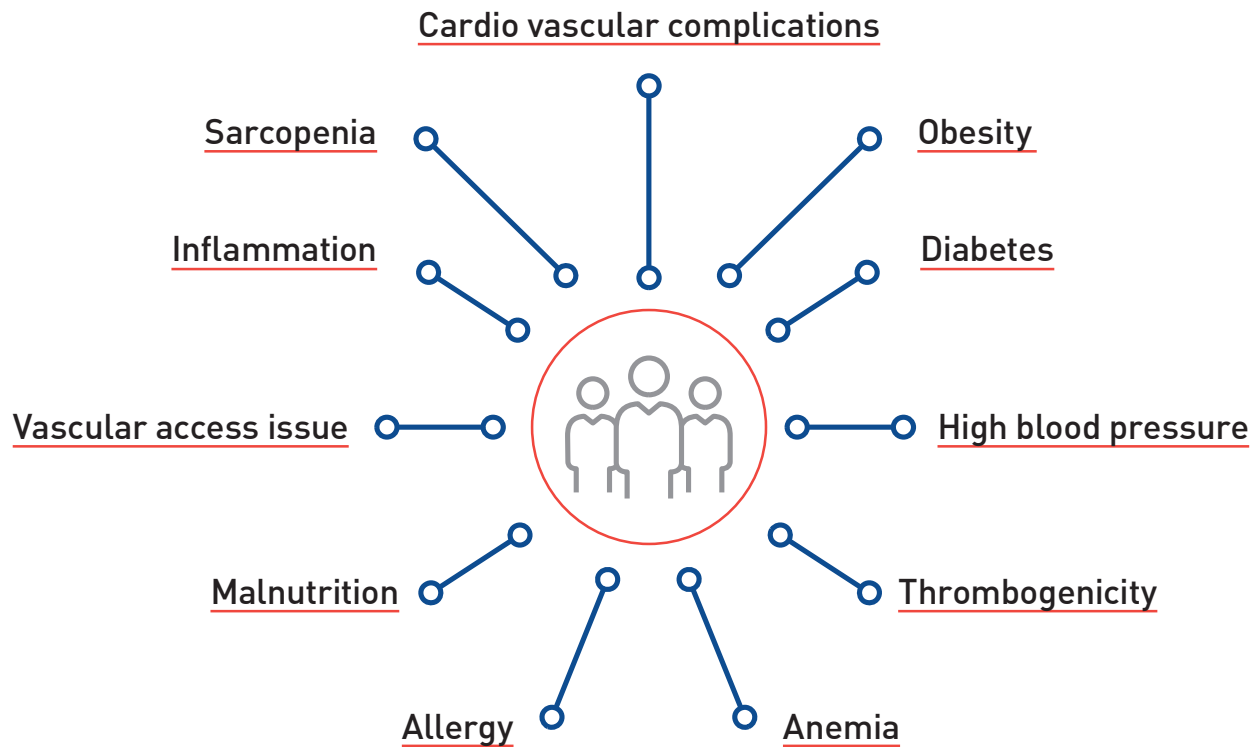 Cardio vascular complications
Sarcopenia
Obesity
Inflammation
Diabetes
Vascular access issue
High blood pressure
Malnutrition
Thrombogenicity
Allergy
Anemia